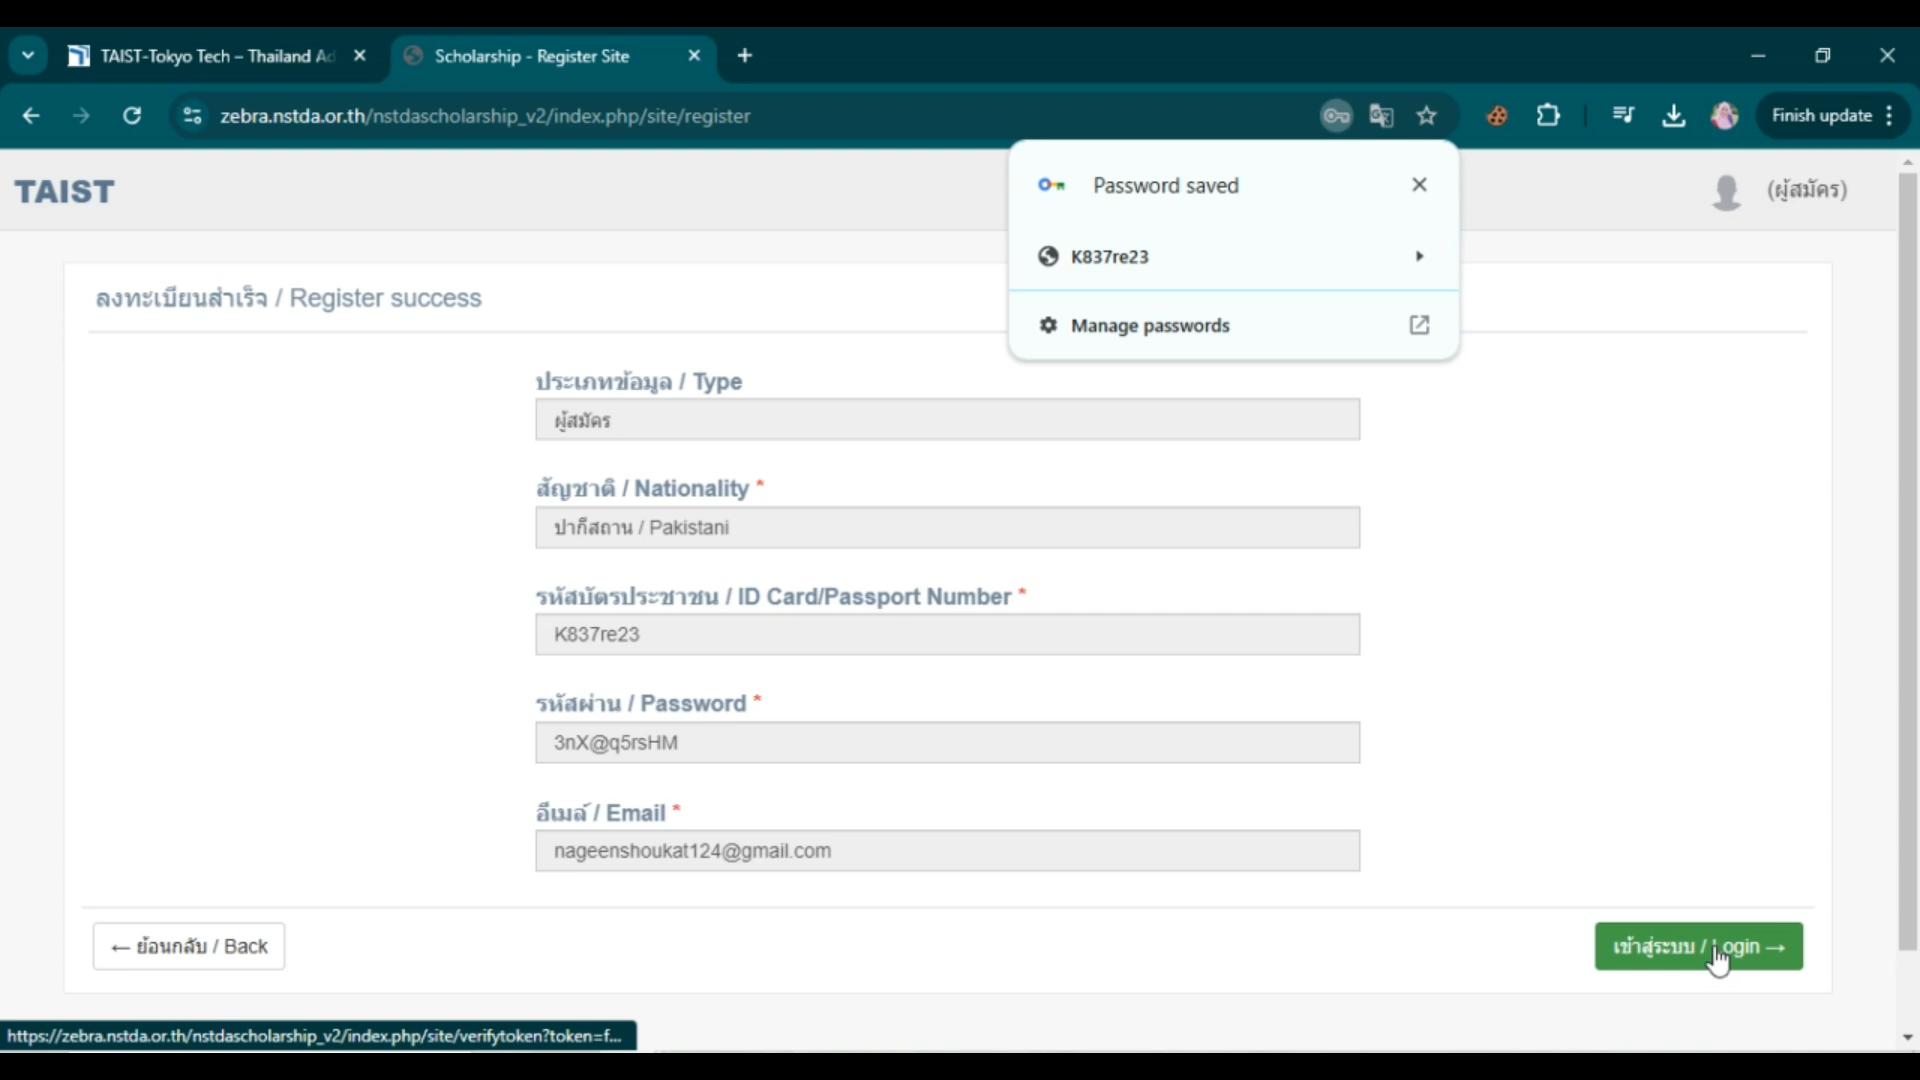 TAIST-Tokyo Tech – Thailand Ad
Scholarship - Register Site
zebra.nstda.or.th/nstdascholarship_v2/index.php/site/register
Finish update
TAIST
(ผู้สมัคร)
Password saved
K837re23
Manage passwords
ลงทะเบียนสำเร็จ / Register success
ประเภทข้อมูล / Type
ผู้สมัคร
สัญชาติ / Nationality *
ปากีสถาน / Pakistani
รหัสบัตรประชาชน / ID Card/Passport Number *
K837re23
รหัสผ่าน / Password *
3nX@q5rsHM
อีเมล์ / Email *
nageenshoukat124@gmail.com
← ย้อนกลับ / Back
เข้าสู่ระบบ / Login →
https://zebra.nstda.or.th/nstdascholarship_v2/index.php/site/verifytoken?token=f...